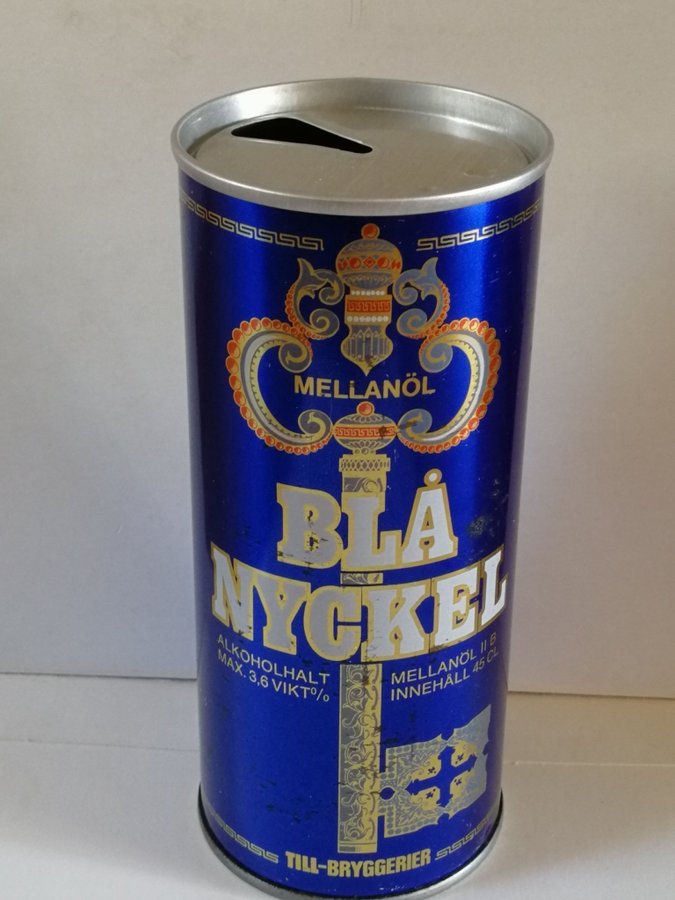 MELLANÖL
BLÅ
NYCKEL
ALKOHOLHALT
MAX. 3,6 VIKT%
MELLANÖL II B
INNEHÅLL 45 CL
TILL-BRYGGERIER